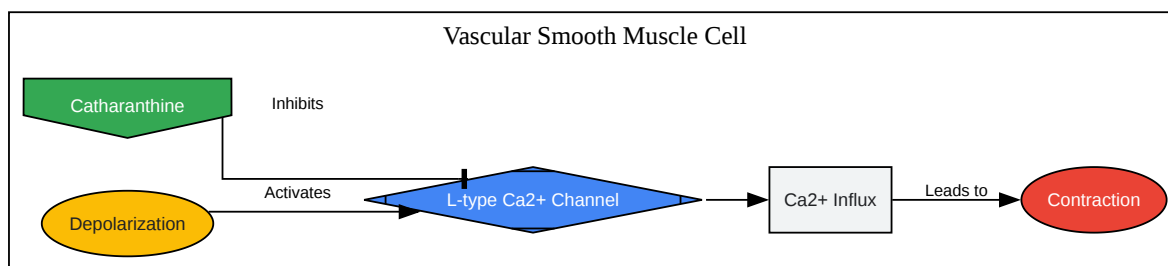 Vascular Smooth Muscle Cell
Catharanthine
Inhibits
Activates
Depolarization
L-type Ca2+ Channel
Ca2+ Influx
Leads to
Contraction